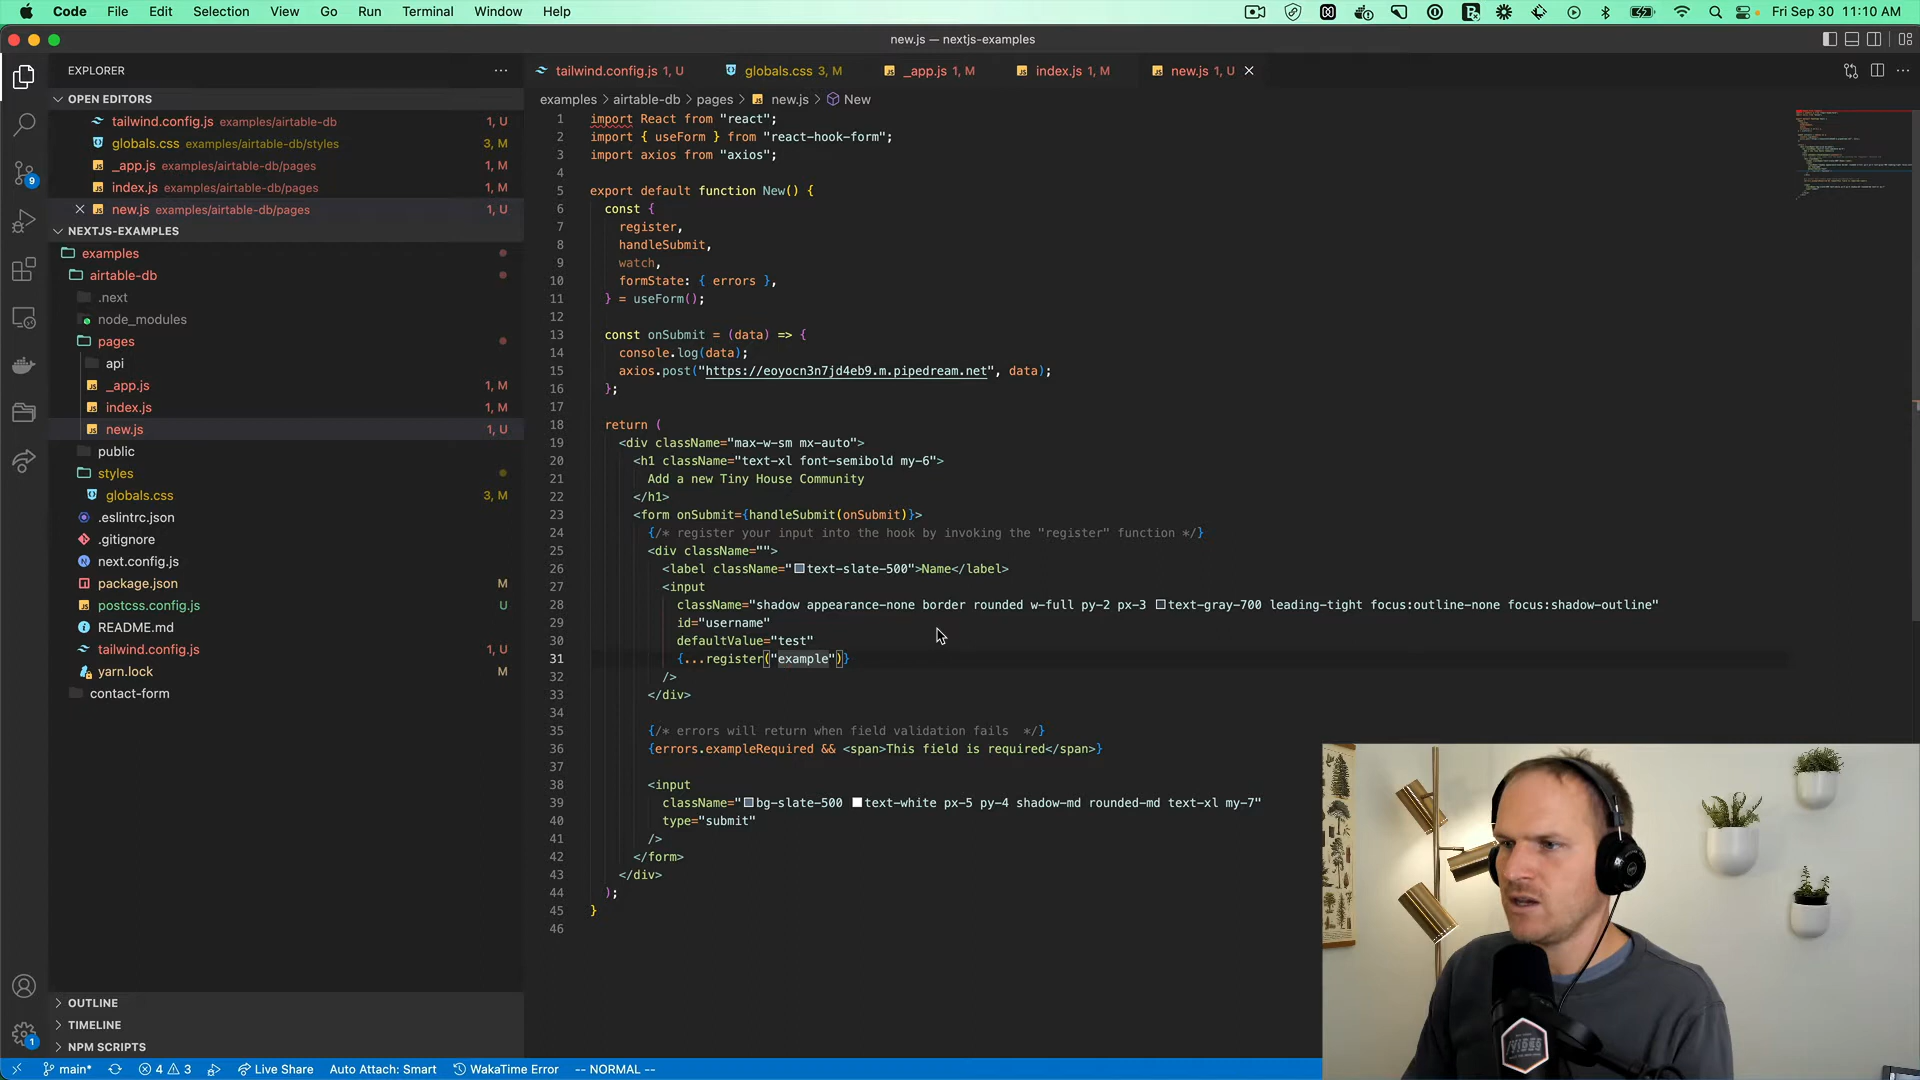 Code File Edit Selection View Go Run Terminal Window Help Fri Sep 30 11:10 AM
new.js — nextjs-examples
EXPLORER
OPEN EDITORS
tailwind.config.js examples/airtable-db 1, U
globals.css examples/airtable-db/styles 3, M
_app.js examples/airtable-db/pages 1, M
index.js examples/airtable-db/pages 1, M
new.js examples/airtable-db/pages 1, U
NEXTJS-EXAMPLES
examples
airtable-db
.next
node_modules
pages
api
_app.js 1, M
index.js 1, M
new.js 1, U
public
styles
globals.css 3, M
.eslintrc.json
.gitignore
next.config.js
package.json M
postcss.config.js U
README.md
tailwind.config.js 1, U
yarn.lock M
contact-form
OUTLINE
TIMELINE
NPM SCRIPTS
9
1
tailwind.config.js 1, U globals.css 3, M _app.js 1, M index.js 1, M new.js 1, U
examples > airtable-db > pages > new.js > New
1 import React from "react";
2 import { useForm } from "react-hook-form";
3 import axios from "axios";
4
5 export default function New() {
6 const {
7 register,
8 handleSubmit,
9 watch,
10 formState: { errors },
11 } = useForm();
12
13 const onSubmit = (data) => {
14 console.log(data);
15 axios.post("https://eoyocn3n7jd4eb9.m.pipedream.net", data);
16 };
17
18 return (
19 <div className="max-w-sm mx-auto">
20 <h1 className="text-xl font-semibold my-6">
21 Add a new Tiny House Community
22 </h1>
23 <form onSubmit={handleSubmit(onSubmit)}>
24 {/* register your input into the hook by invoking the "register" function */}
25 <div className="">
26 <label className="text-slate-500">Name</label>
27 <input
28 className="shadow appearance-none border rounded w-full py-2 px-3 text-gray-700 leading-tight focus:outline-none focus:shadow-outline"
29 id="username"
30 defaultValue="test"
31 {...register("example")}
32 />
33 </div>
34
35 {/* errors will return when field validation fails  */}
36 {errors.exampleRequired && <span>This field is required</span>}
37
38 <input
39 className="bg-slate-500 text-white px-5 py-4 shadow-md rounded-md text-xl my-7"
40 type="submit"
41 />
42 </form>
43 </div>
44 );
45 }
46
main* 4 3 Live Share Auto Attach: Smart WakaTime Error -- NORMAL --